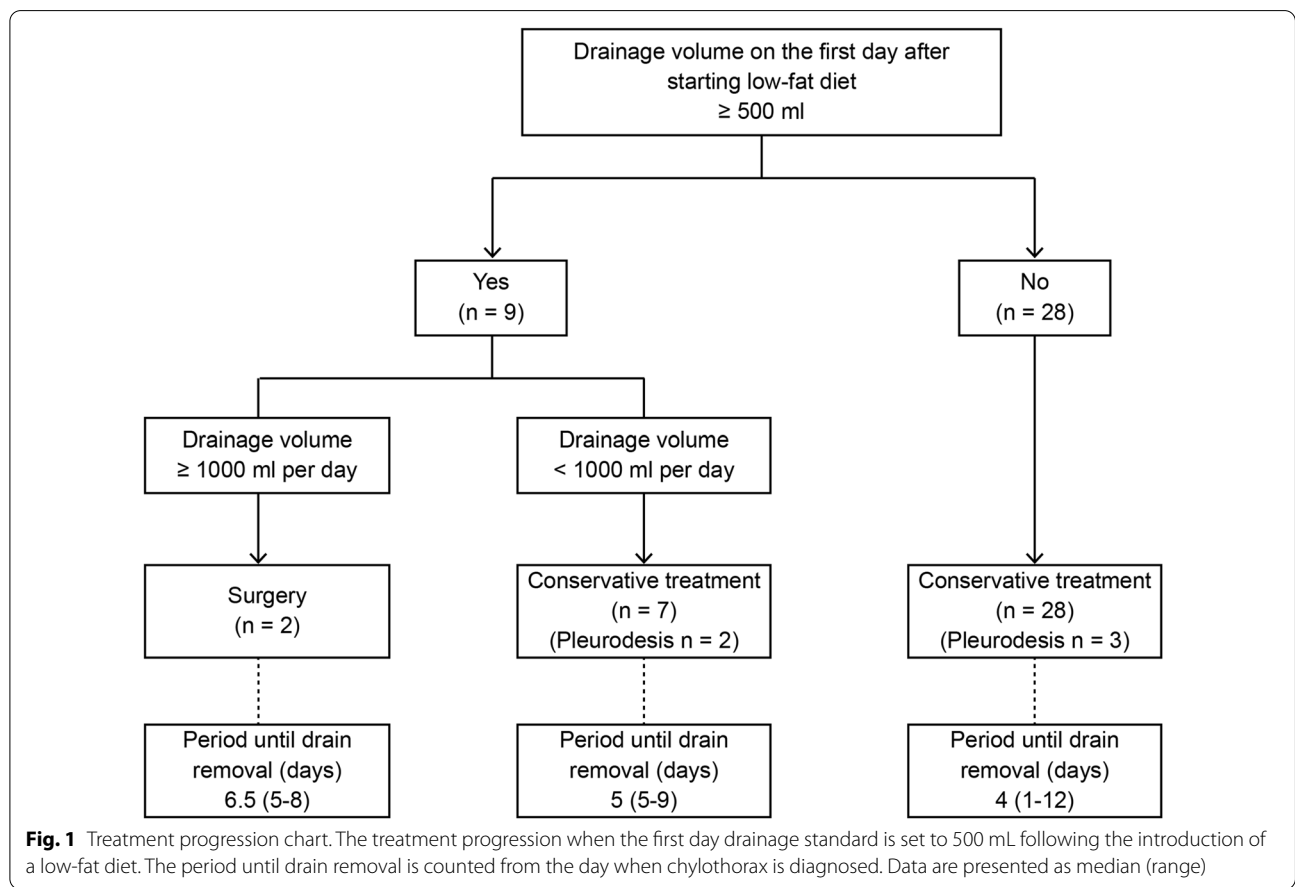 Drainage volume on the first day after
starting low-fat diet
≥ 500 ml
Yes
(n = 9)
No
(n = 28)
Drainage volume
≥ 1000 ml per day
Drainage volume
< 1000 ml per day
Surgery
(n = 2)
Conservative treatment
(n = 7)
(Pleurodesis n = 2)
Conservative treatment
(n = 28)
(Pleurodesis n = 3)
Period until drain
removal (days)
6.5 (5-8)
Period until drain
removal (days)
5 (5-9)
Period until drain
removal (days)
4 (1-12)
Fig. 1 Treatment progression chart. The treatment progression when the first day drainage standard is set to 500 mL following the introduction of
a low-fat diet. The period until drain removal is counted from the day when chylothorax is diagnosed. Data are presented as median (range)